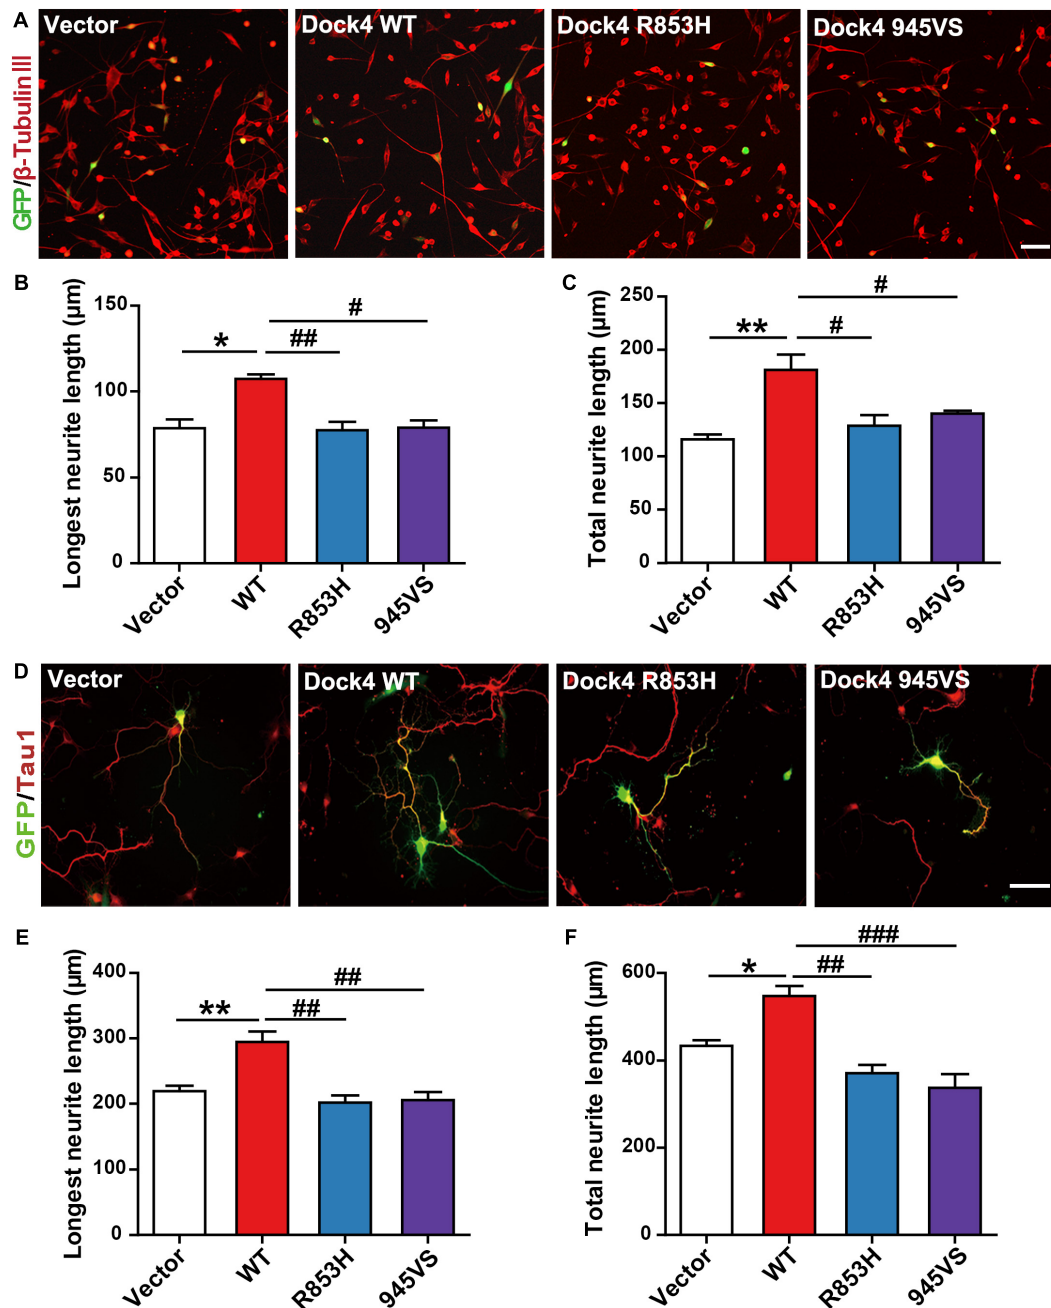 A
Vector
Dock4 WT
Dock4 R853H
Dock4 945VS
GFP/β-Tubulin III
B
Longest neurite length (μm)
150
100
50
0
*
##
#
Vector
WT
R853H
945VS
C
Total neurite length (μm)
250
200
150
100
50
0
**
#
#
Vector
WT
R853H
945VS
D
Vector
Dock4 WT
Dock4 R853H
Dock4 945VS
GFP/Tau1
E
Longest neurite length (μm)
400
300
200
100
0
**
##
##
Vector
WT
R853H
945VS
F
Total neurite length (μm)
600
400
200
0
*
##
###
Vector
WT
R853H
945VS